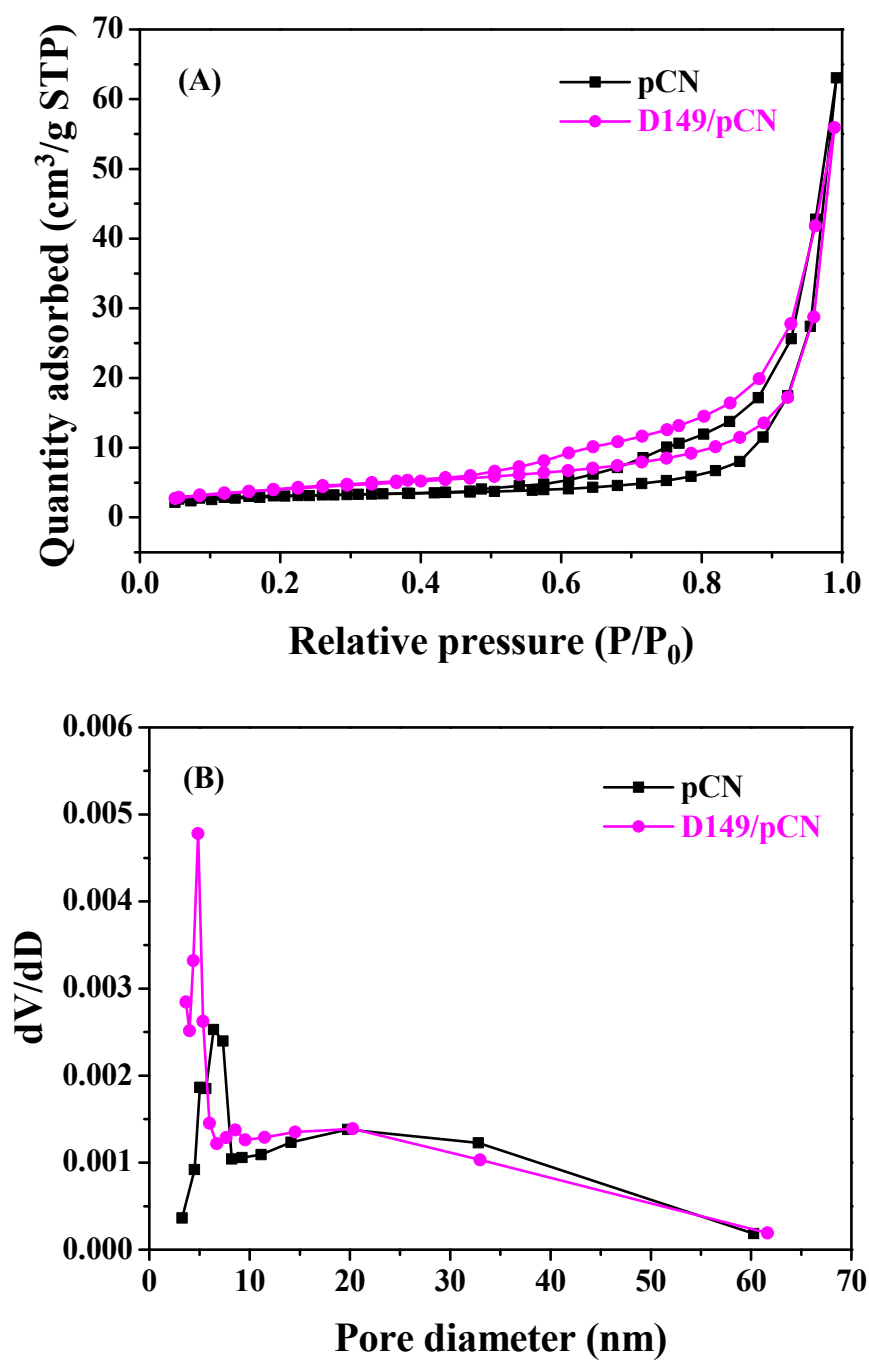 (A)
pCN
D149/pCN
Quantity adsorbed (cm³/g STP)
70
60
50
40
30
20
10
0
0.0 0.2 0.4 0.6 0.8 1.0
Relative pressure (P/P₀)
(B)
pCN
D149/pCN
dV/dD
0.006
0.005
0.004
0.003
0.002
0.001
0.000
0 10 20 30 40 50 60 70
Pore diameter (nm)